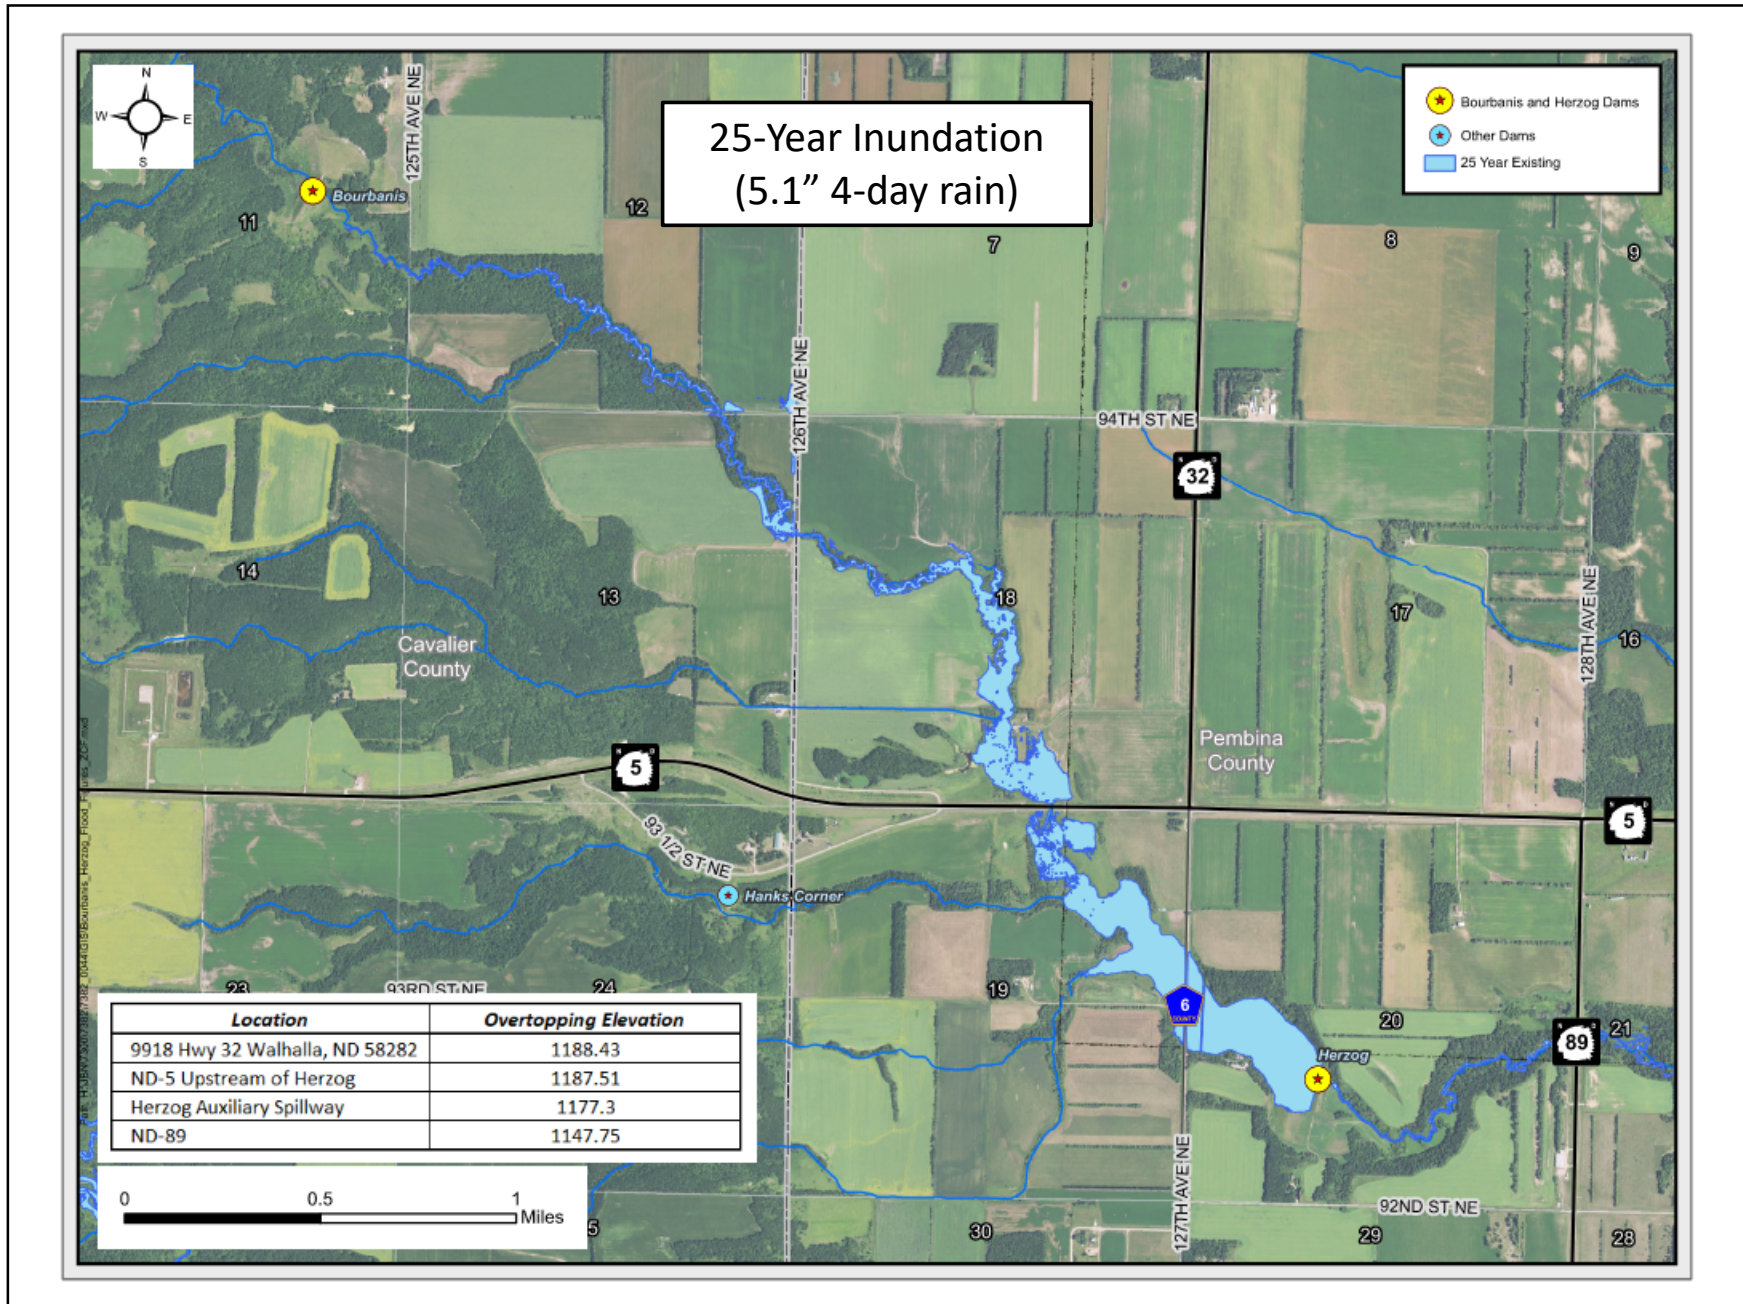 25-Year Inundation
(5.1” 4-day rain)
N
W
E
S
Bourbanis and Herzog Dams
Other Dams
25 Year Existing
125TH AVE NE
Bourbanis
11
12
7
8
9
126TH AVE NE
94TH ST NE
N D
32
14
13
18
17
16
128TH AVE NE
Cavalier
County
Pembina
County
N D
5
N D
5
93 1/2 ST NE
Hanks Corner
23
93RD ST NE
24
19
6
COUNTY
20
21
N D
89
Herzog
Location Overtopping Elevation
9918 Hwy 32 Walhalla, ND 58282 1188.43
ND-5 Upstream of Herzog 1187.51
Herzog Auxiliary Spillway 1177.3
ND-89 1147.75
127TH AVE NE
92ND ST NE
0 0.5 1
Miles
5
30
29
28